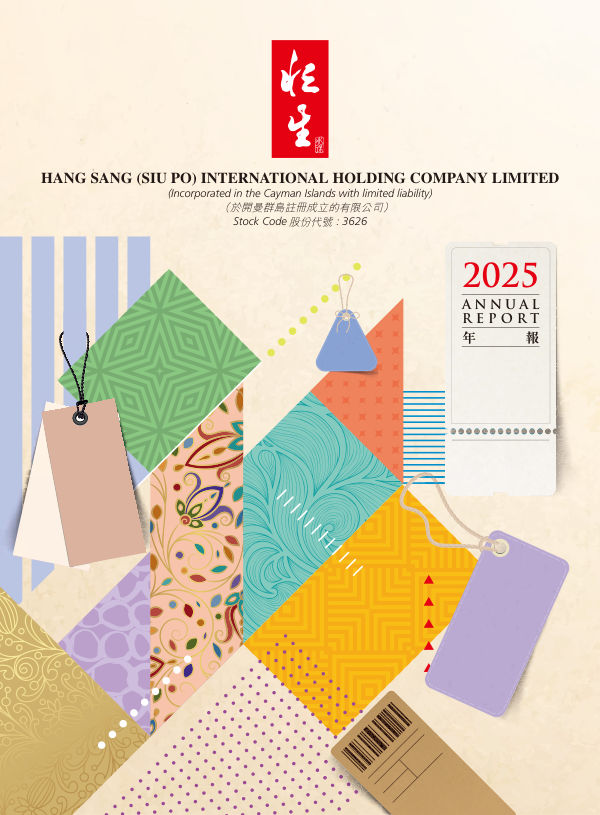 恒生
HANG SANG (SIU PO) INTERNATIONAL HOLDING COMPANY LIMITED
(Incorporated in the Cayman Islands with limited liability)
（於開曼群島註冊成立的有限公司）
Stock Code 股份代號：3626
2025
ANNUAL
REPORT
年 報